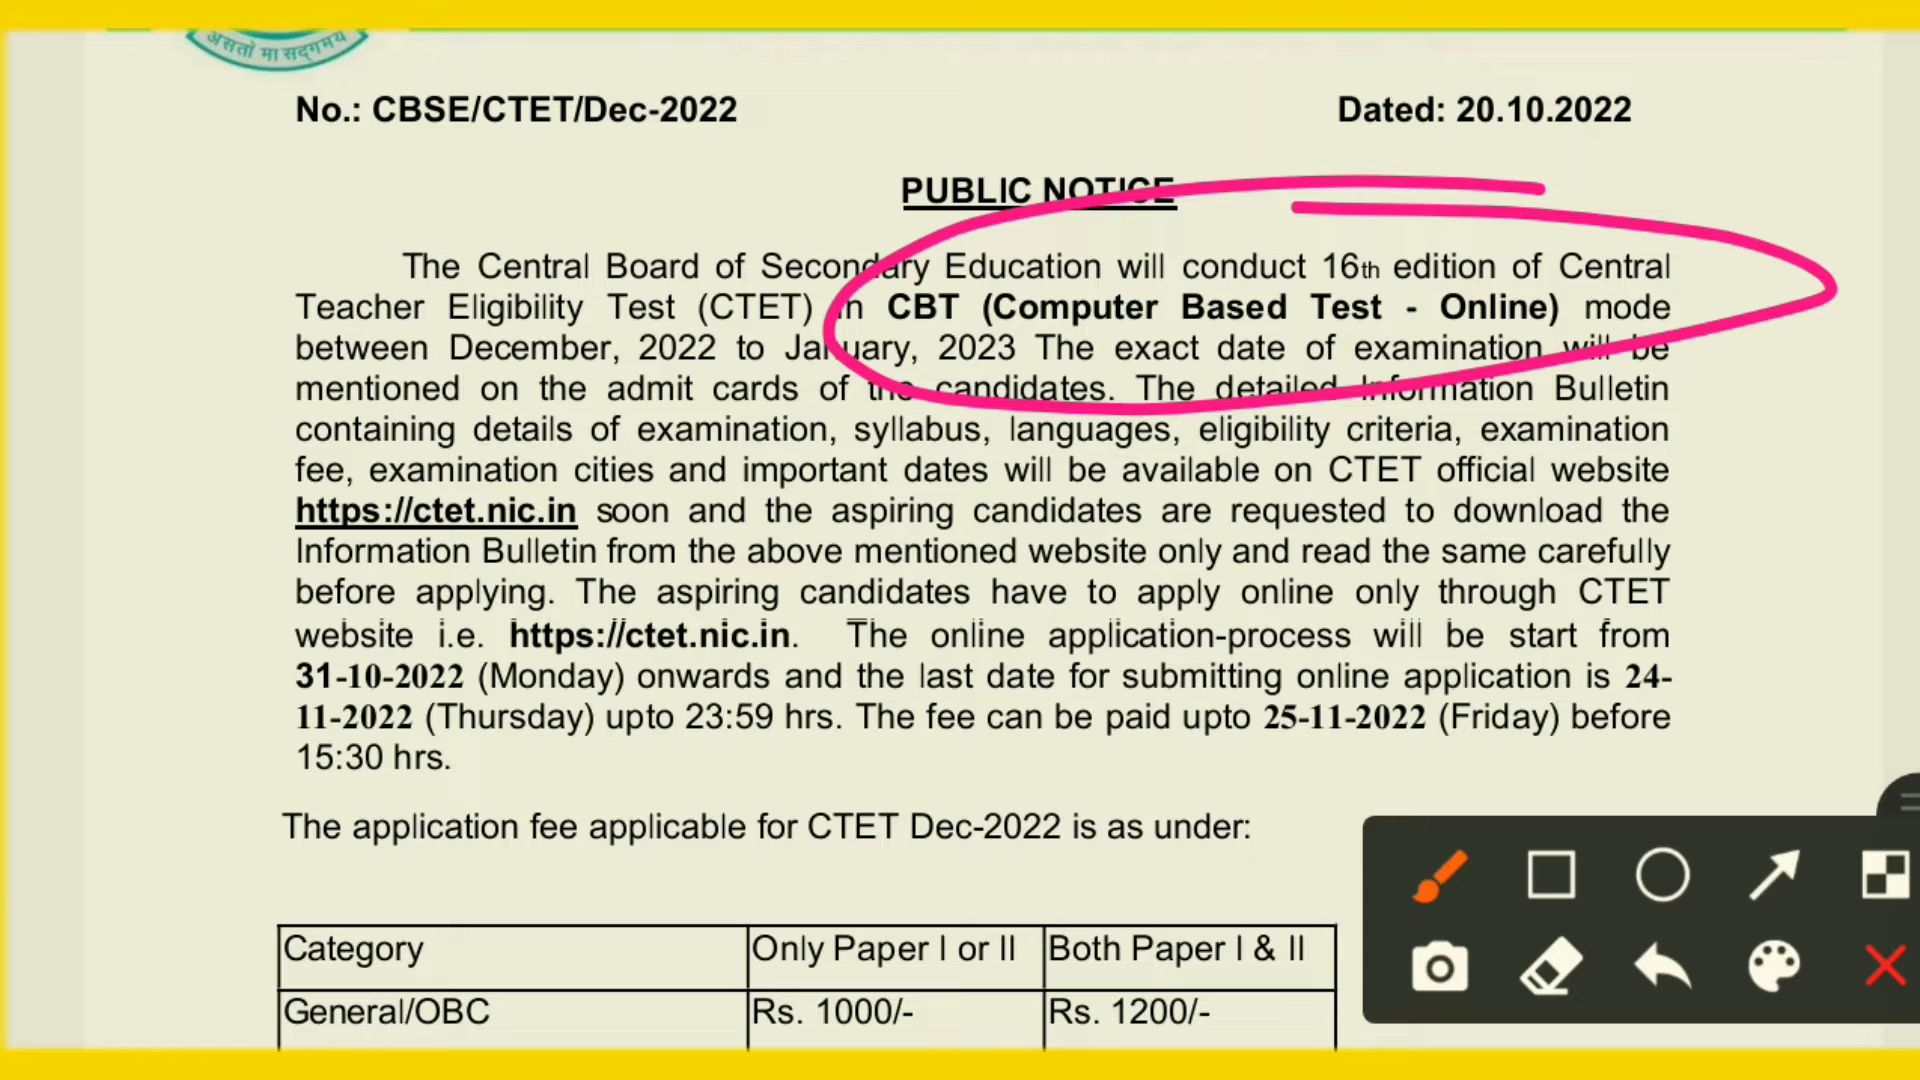 असतो मा सद्गमय
No.: CBSE/CTET/Dec-2022 Dated: 20.10.2022
PUBLIC NOTICE
The Central Board of Secondary Education will conduct 16th edition of Central
Teacher Eligibility Test (CTET) in CBT (Computer Based Test - Online) mode
between December, 2022 to January, 2023 The exact date of examination will be
mentioned on the admit cards of the candidates. The detailed Information Bulletin
containing details of examination, syllabus, languages, eligibility criteria, examination
fee, examination cities and important dates will be available on CTET official website
https://ctet.nic.in soon and the aspiring candidates are requested to download the
Information Bulletin from the above mentioned website only and read the same carefully
before applying. The aspiring candidates have to apply online only through CTET
website i.e. https://ctet.nic.in. The online application-process will be start from
31-10-2022 (Monday) onwards and the last date for submitting online application is 24-
11-2022 (Thursday) upto 23:59 hrs. The fee can be paid upto 25-11-2022 (Friday) before
15:30 hrs.
The application fee applicable for CTET Dec-2022 is as under:
Category Only Paper I or II Both Paper I & II
General/OBC Rs. 1000/- Rs. 1200/-